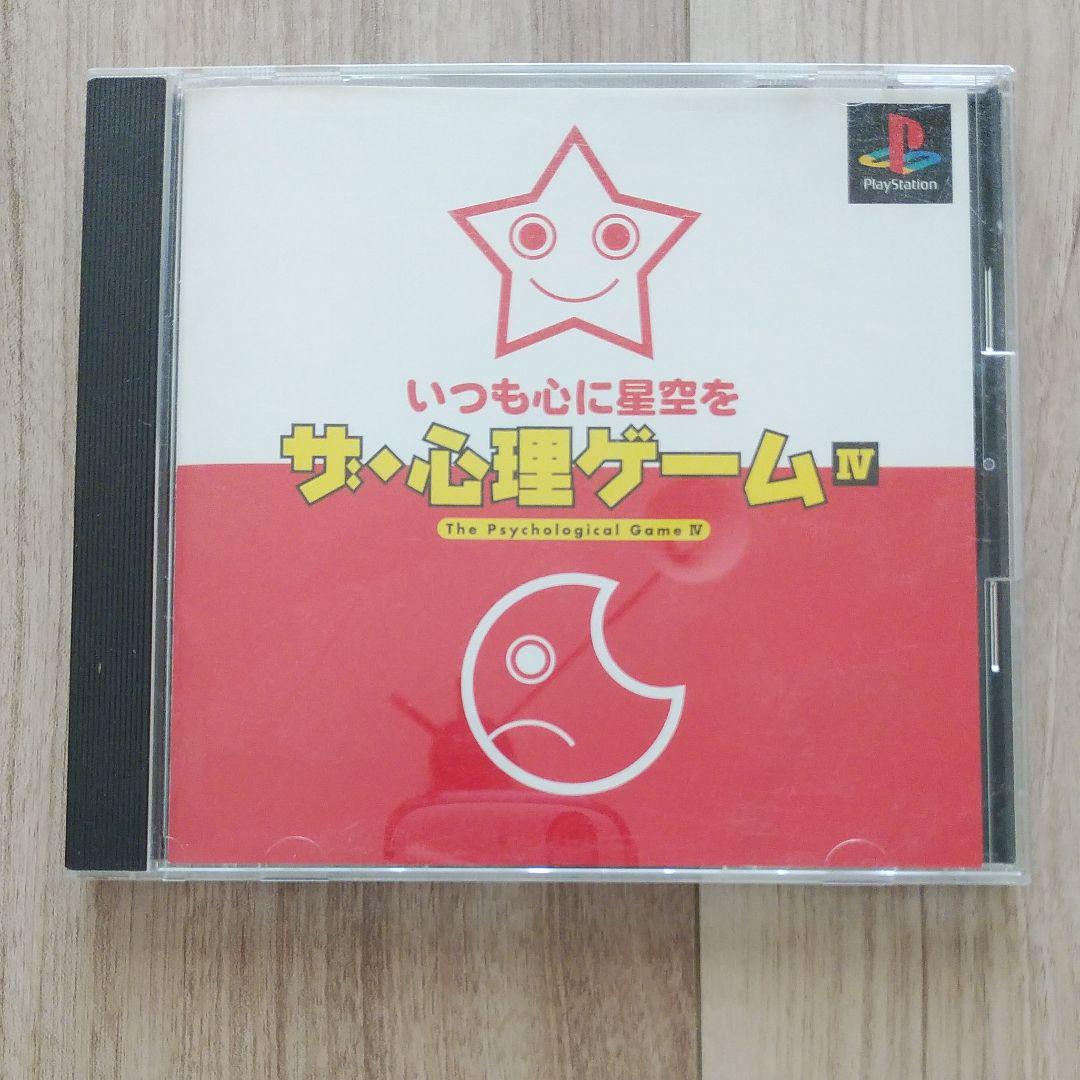 PlayStation
いつも心に星空を
ザ・心理ゲームⅣ
The Psychological Game Ⅳ